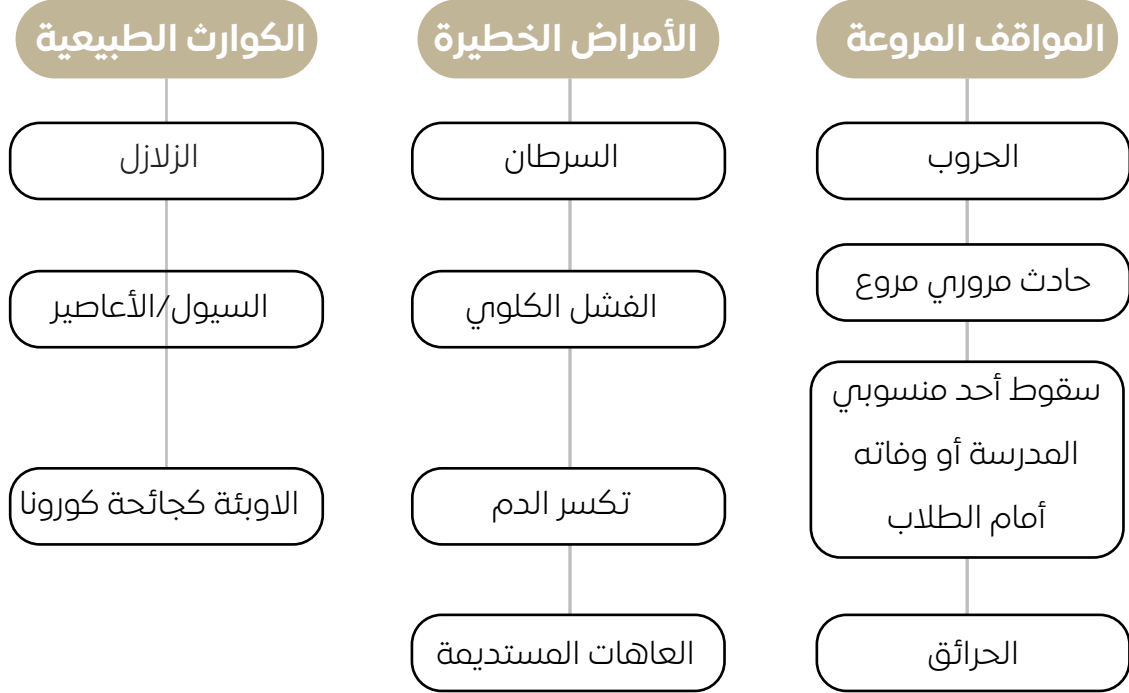 المواقف المروعة
الحروب
حادث مروري مروع
سقوط أحد منسوبي
المدرسة أو وفاته
أمام الطلاب
الحرائق
الأمراض الخطيرة
السرطان
الفشل الكلوي
تكسر الدم
العاهات المستديمة
الكوارث الطبيعية
الزلازل
السيول/الأعاصير
الاوبئة كجائحة كورونا